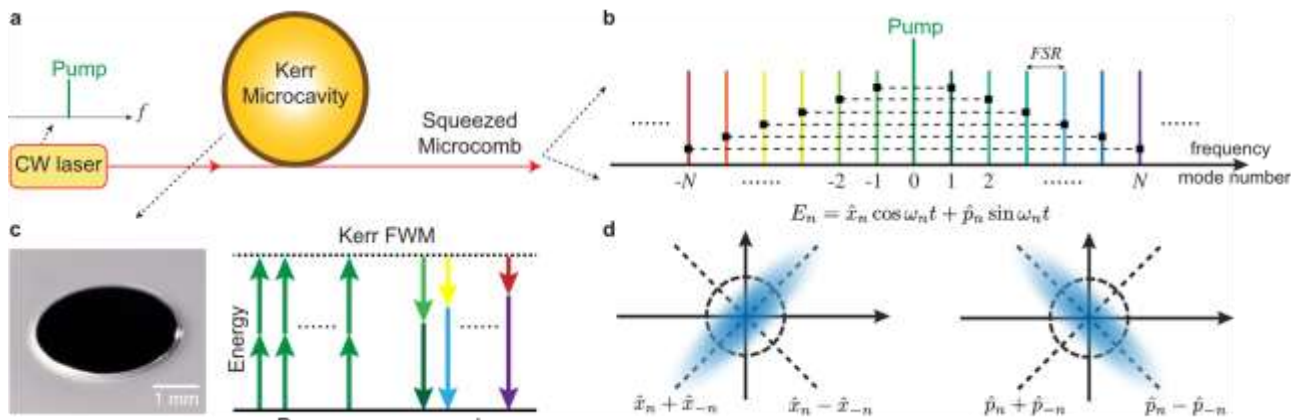 a
Pump
f
CW laser
Kerr
Microcavity
Squeezed
Microcomb
b
Pump
FSR
......
......
frequency
-N
......
-2
-1
0
1
2
......
N
mode number
E_n = x̂_n cos ω_n t + p̂_n sin ω_n t
c
1 mm
Kerr FWM
Energy
......
......
d
x̂_n + x̂_{-n}
x̂_n − x̂_{-n}
p̂_n + p̂_{-n}
p̂_n − p̂_{-n}